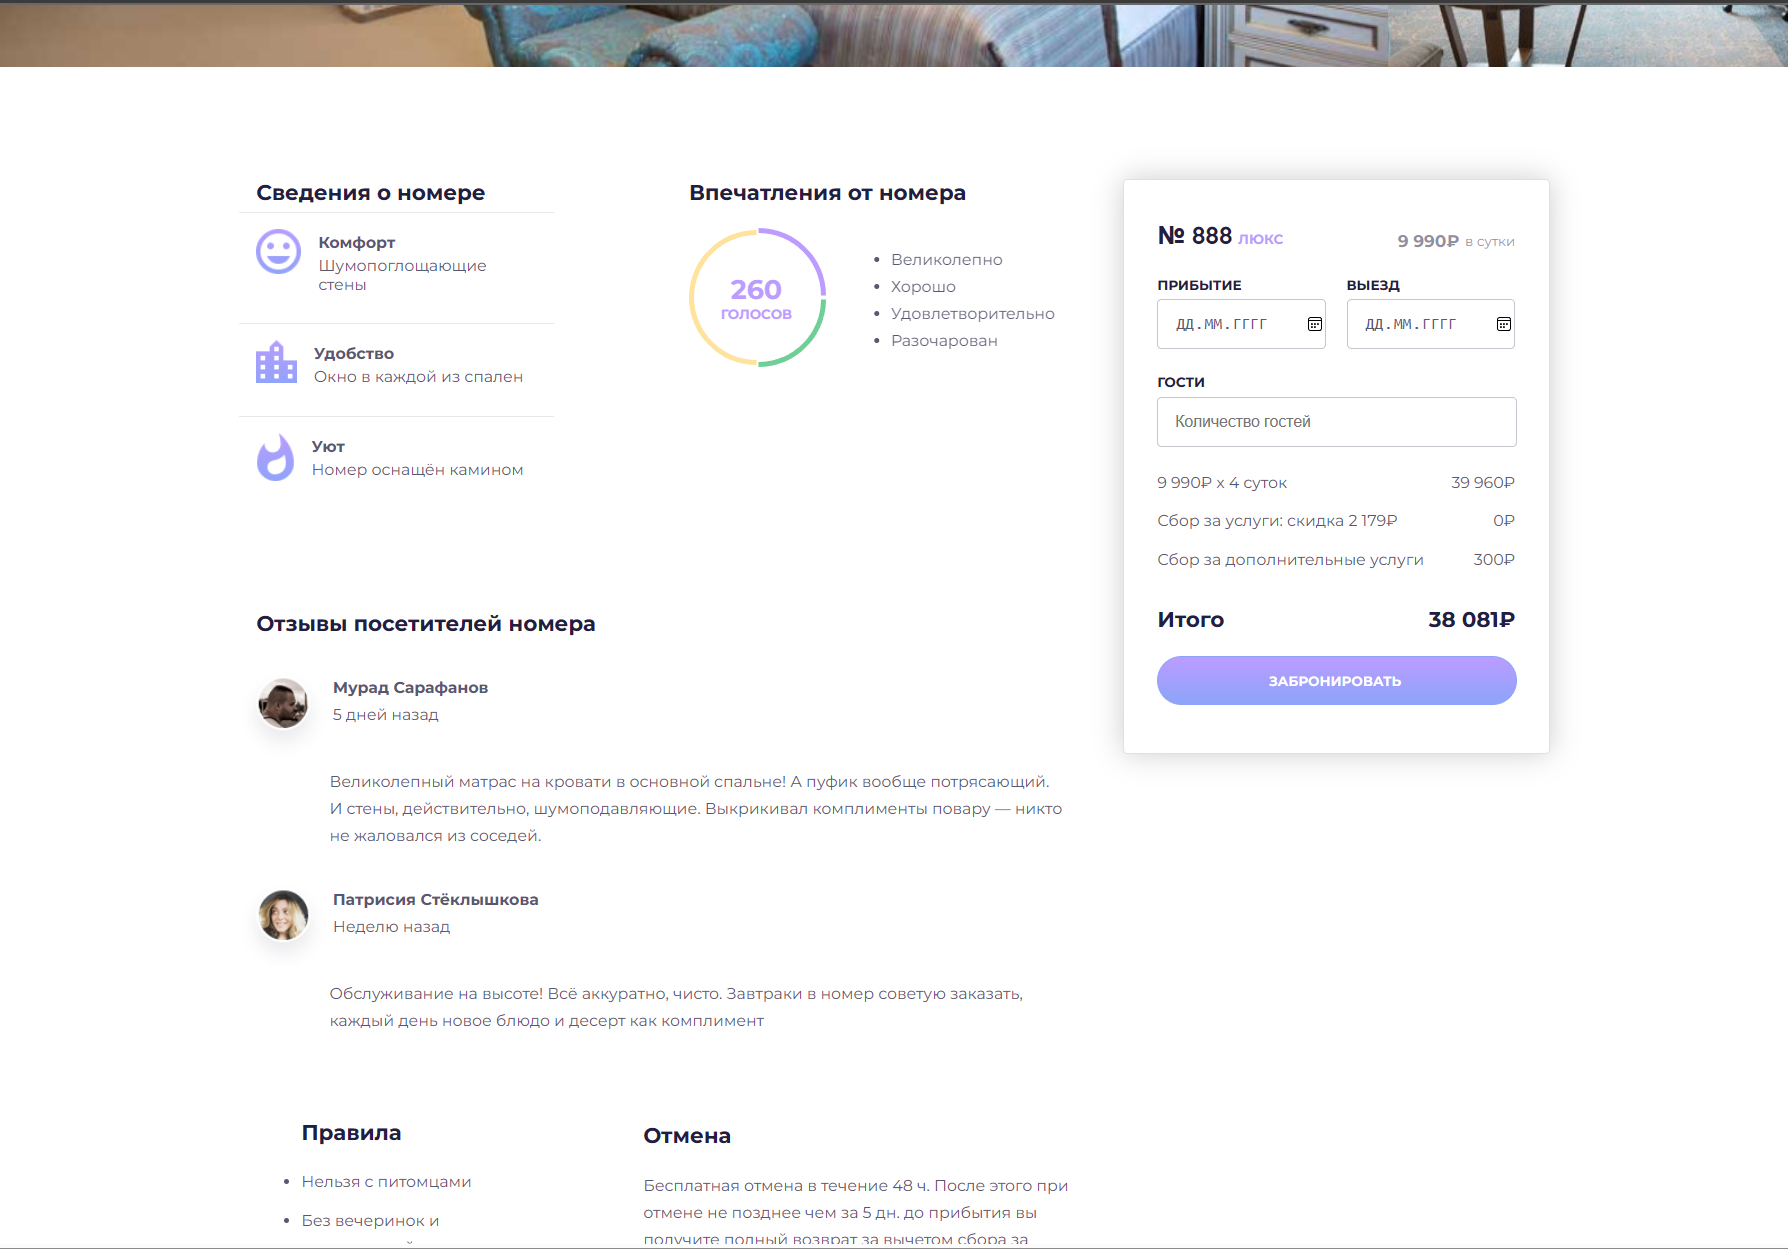 Сведения о номере
Комфорт
Шумопоглощающие
стены
Удобство
Окно в каждой из спален
Уют
Номер оснащён камином
Впечатления от номера
260
ГОЛОСОВ
Великолепно
Хорошо
Удовлетворительно
Разочарован
№ 888 ЛЮКС
9 990₽ в сутки
ПРИБЫТИЕ
ВЫЕЗД
ДД.ММ.ГГГГ
ДД.ММ.ГГГГ
ГОСТИ
Количество гостей
9 990₽ х 4 суток 39 960₽
Сбор за услуги: скидка 2 179₽ 0₽
Сбор за дополнительные услуги 300₽
Итого 38 081₽
ЗАБРОНИРОВАТЬ
Отзывы посетителей номера
Мурад Сарафанов
5 дней назад
Великолепный матрас на кровати в основной спальне! А пуфик вообще потрясающий.
И стены, действительно, шумоподавляющие. Выкрикивал комплименты повару — никто
не жаловался из соседей.
Патрисия Стёклышкова
Неделю назад
Обслуживание на высоте! Всё аккуратно, чисто. Завтраки в номер советую заказать,
каждый день новое блюдо и десерт как комплимент
Правила
Нельзя с питомцами
Без вечеринок и
Отмена
Бесплатная отмена в течение 48 ч. После этого при
отмене не позднее чем за 5 дн. до прибытия вы
получите полный возврат за вычетом сбора за